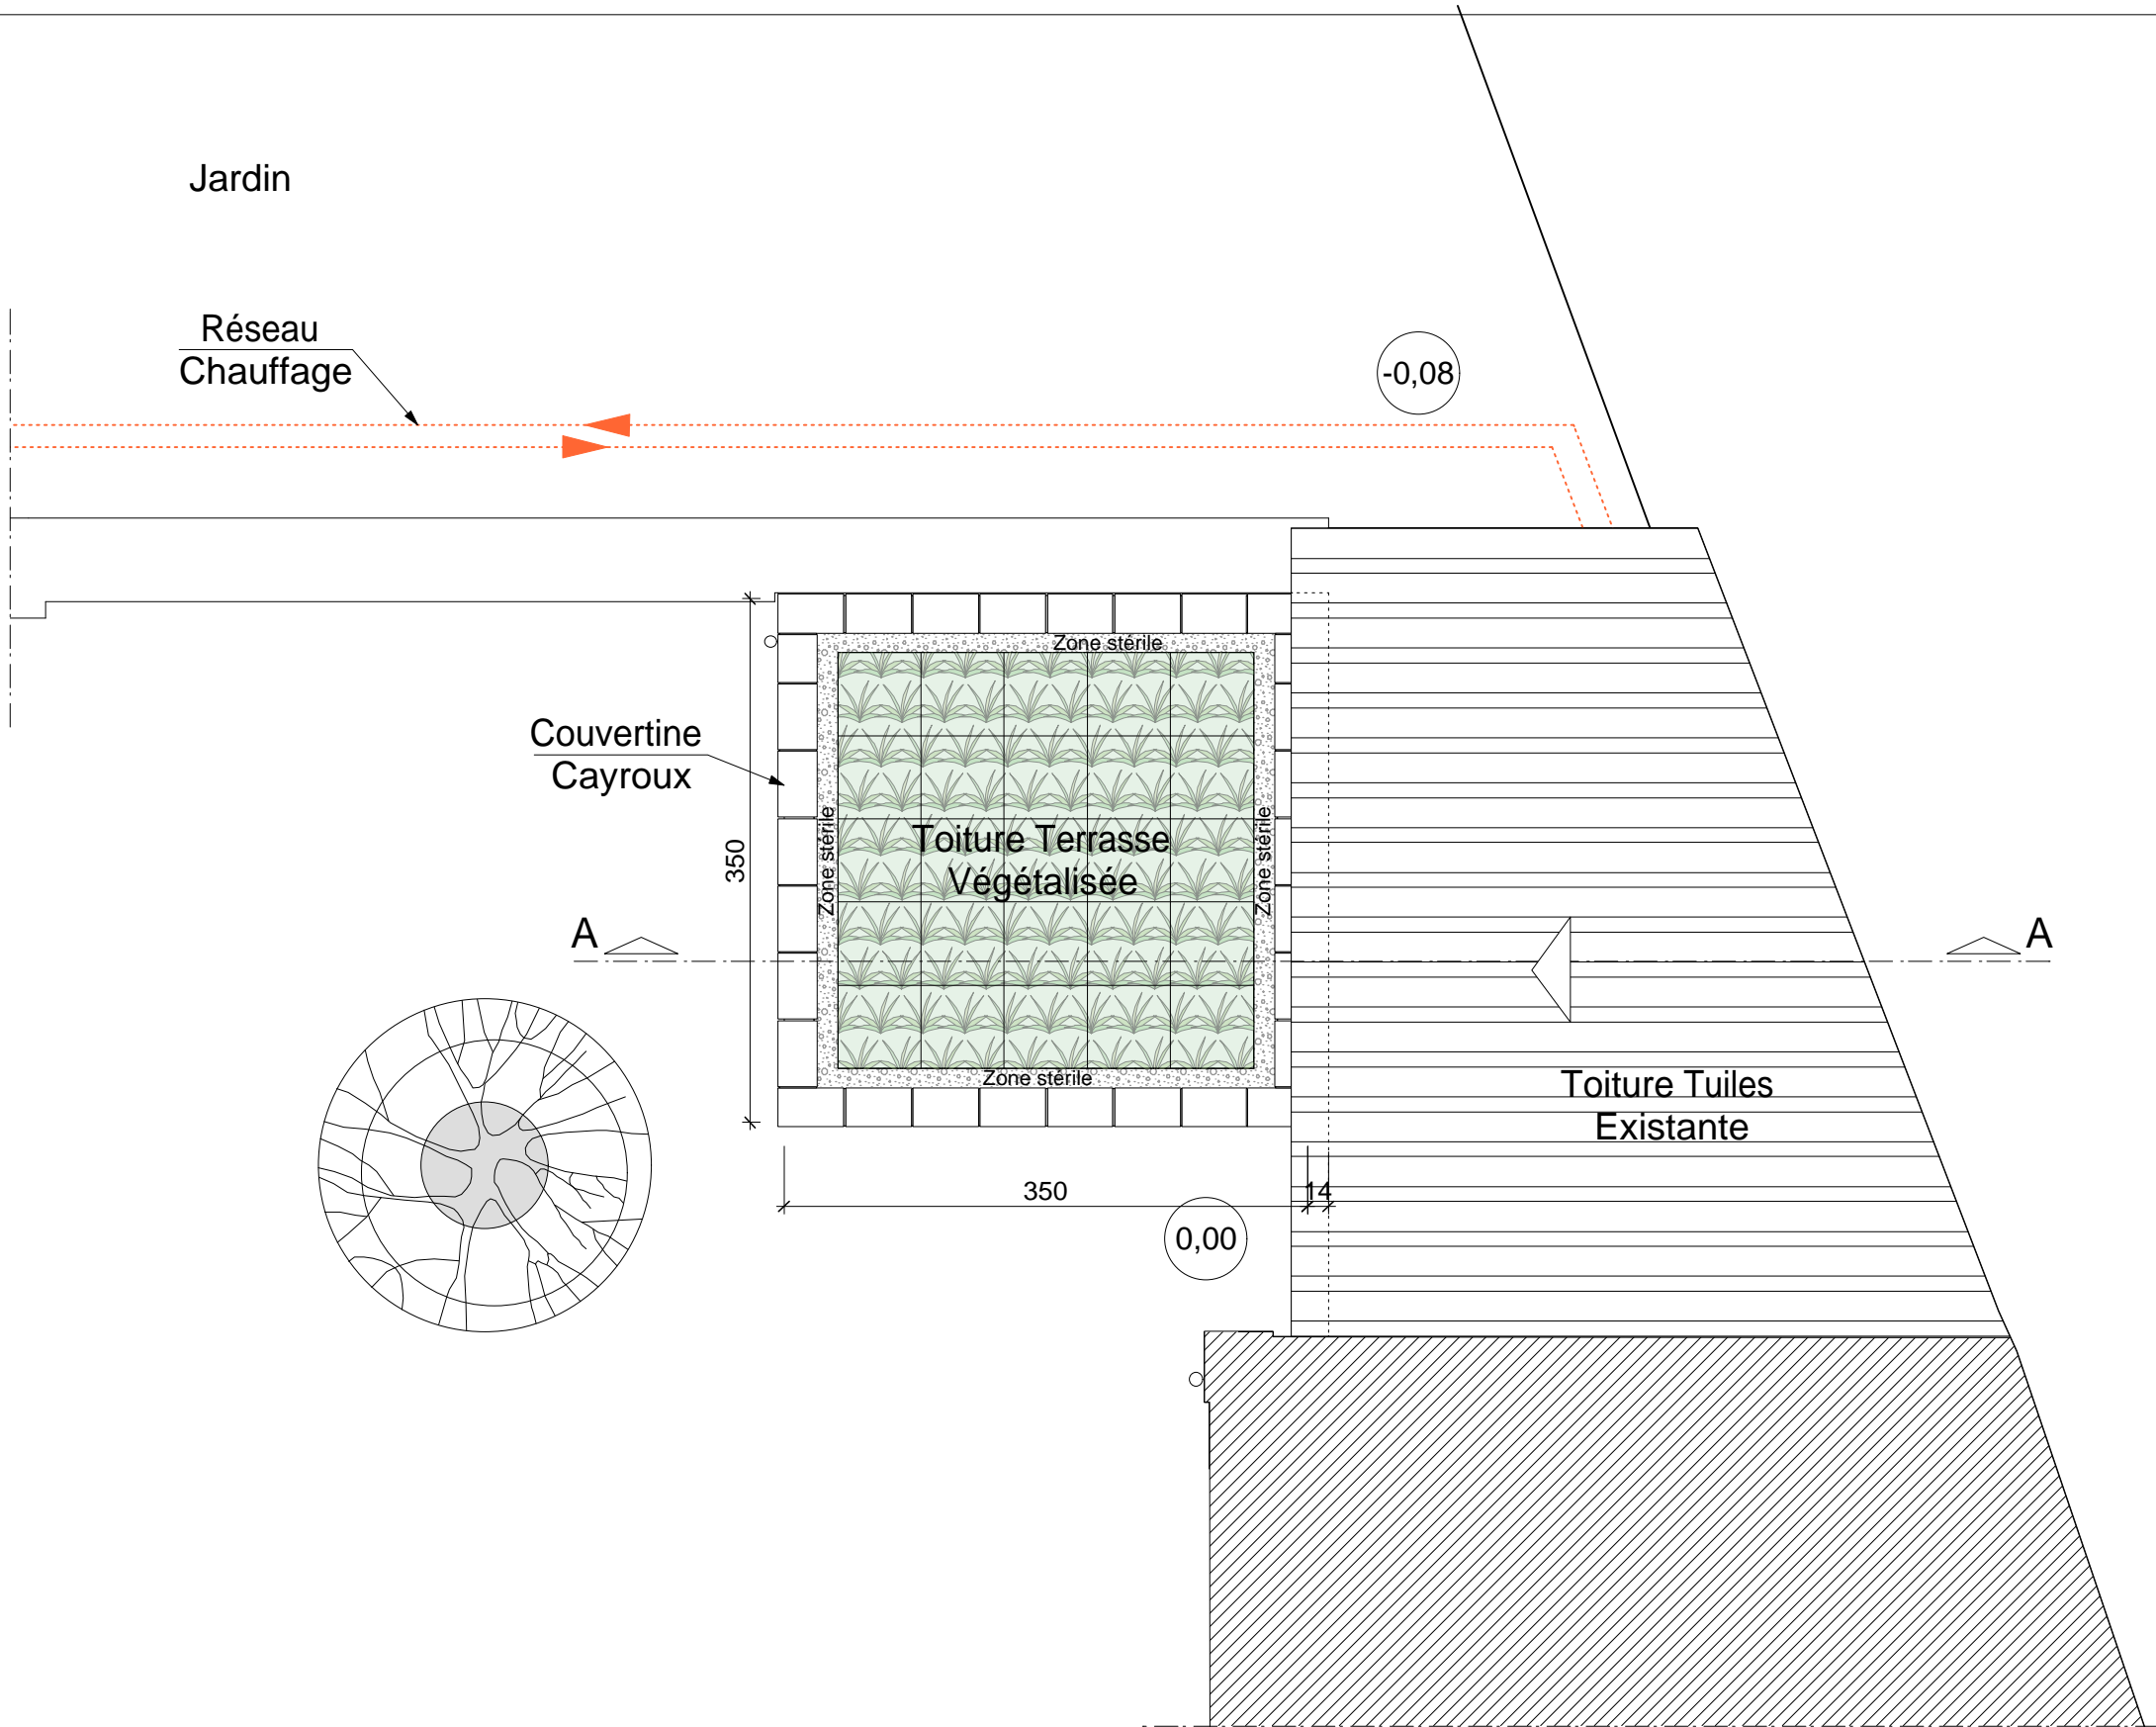 Jardin
Réseau
Chauffage
-0,08
Zone stérile
Couvertine
Cayroux
350
Zone stérile
Toiture Terrasse
Végétalisée
Zone stérile
A
A
Zone stérile
Toiture Tuiles
Existante
350
14
0,00